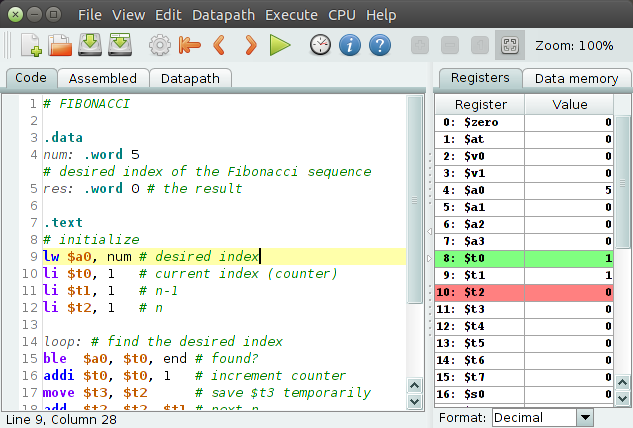 File View Edit Datapath Execute CPU Help
Zoom: 100%
Code Assembled Datapath
1 # FIBONACCI
2
3 .data
4 num: .word 5
# desired index of the Fibonacci sequence
5 res: .word 0 # the result
6
7 .text
8 # initialize
9 lw $a0, num # desired index
10 li $t0, 1 # current index (counter)
11 li $t1, 1 # n-1
12 li $t2, 1 # n
13
14 loop: # find the desired index
15 ble $a0, $t0, end # found?
16 addi $t0, $t0, 1 # increment counter
17 move $t3, $t2 # save $t3 temporarily
18 add $t2, $t2, $t1 # next n
Line 9, Column 28
Registers Data memory
Register Value
0: $zero 0
1: $at 0
2: $v0 0
3: $v1 0
4: $a0 5
5: $a1 0
6: $a2 0
7: $a3 0
8: $t0 1
9: $t1 1
10: $t2 0
11: $t3 0
12: $t4 0
13: $t5 0
14: $t6 0
15: $t7 0
16: $s0 0
Format: Decimal